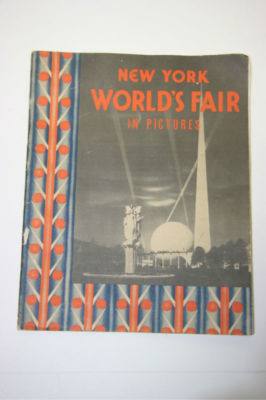 NEW YORK
WORLD'S FAIR
IN PICTURES